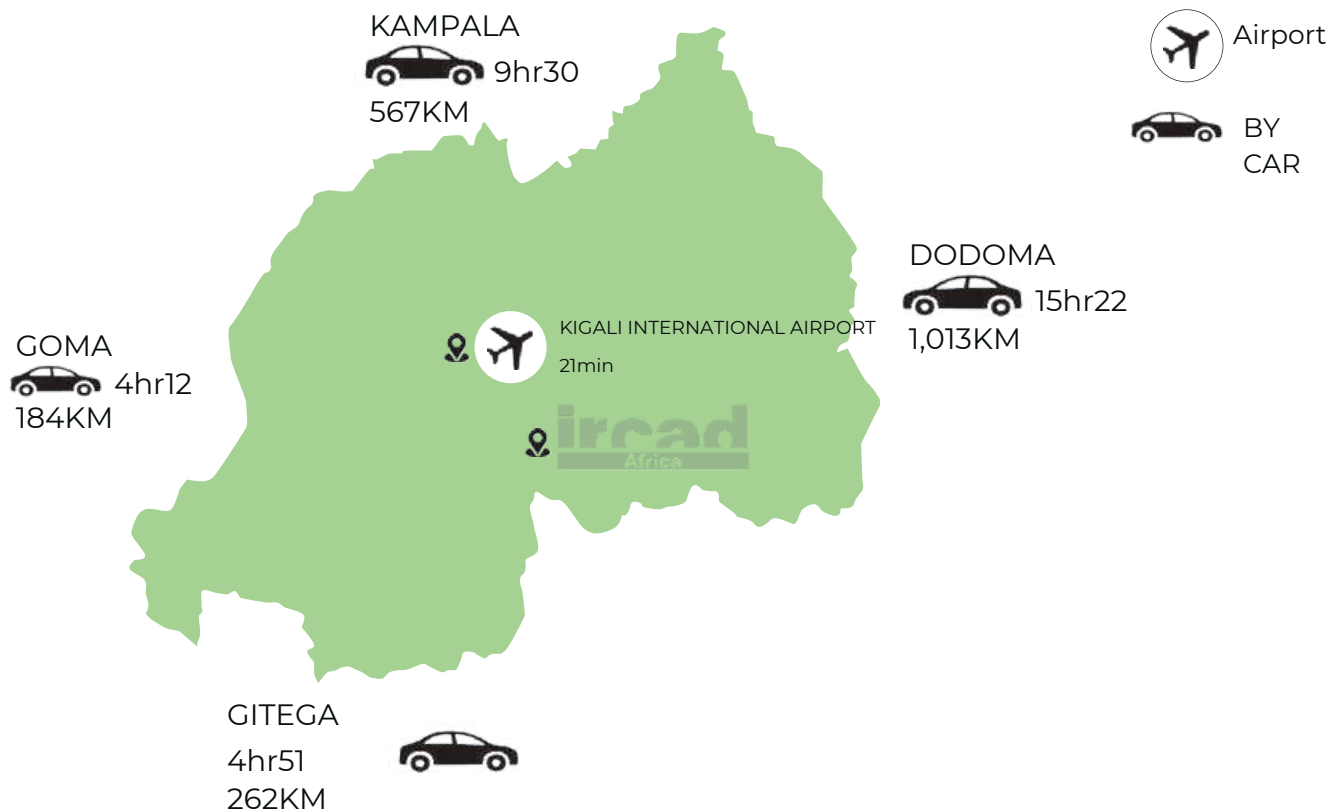 KAMPALA
9hr30
567KM
Airport
BY
CAR
DODOMA
15hr22
1,013KM
KIGALI INTERNATIONAL AIRPORT
21min
GOMA
4hr12
184KM
ircad
Africa
GITEGA
4hr51
262KM